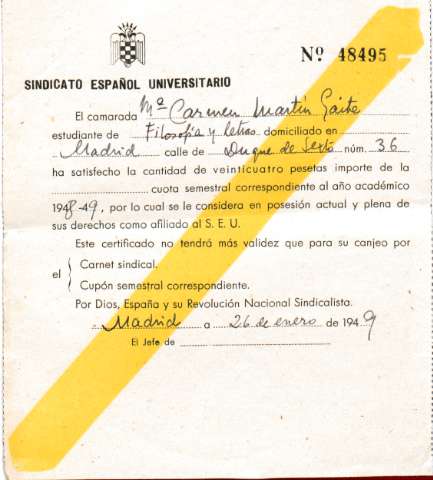 Nº 48495
SINDICATO ESPAÑOL UNIVERSITARIO
El camarada Mª Carmen Martín Gaite
estudiante de Filosofía y letras domiciliado en
Madrid calle de Duque de Sesto núm. 36
ha satisfecho la cantidad de veinticuatro pesetas importe de la
cuota semestral correspondiente al año académico
1948-49, por lo cual se le considera en posesión actual y plena de
sus derechos como afiliado al S. E. U.
Este certificado no tendrá más validez que para su canjeo por
el { Carnet sindical.
Cupón semestral correspondiente.
Por Dios, España y su Revolución Nacional Sindicalista.
Madrid a 26 de enero de 1949
El Jefe de